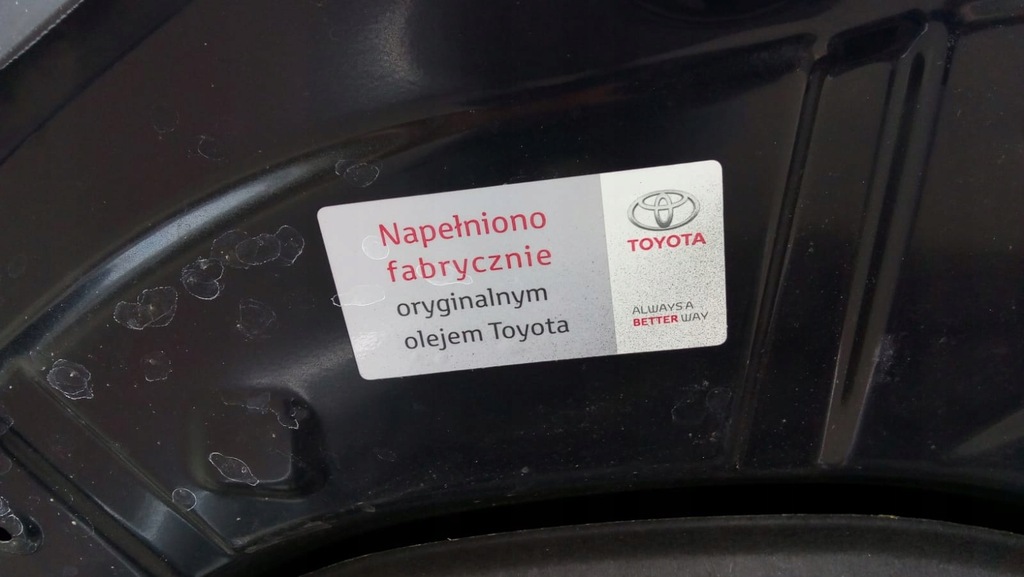 Napełniono
fabrycznie
oryginalnym
olejem Toyota
TOYOTA
ALWAYS A
BETTER WAY